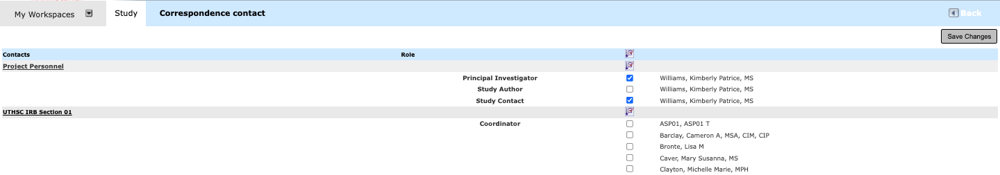 My Workspaces
Study
Correspondence contact
Back
Save Changes
Contacts Role
Project Personnel
Principal Investigator Williams, Kimberly Patrice, MS
Study Author Williams, Kimberly Patrice, MS
Study Contact Williams, Kimberly Patrice, MS
UTHSC IRB Section 01
Coordinator ASP01, ASP01 T
Barclay, Cameron A, MSA, CIM, CIP
Bronte, Lisa M
Caver, Mary Susanna, MS
Clayton, Michelle Marie, MPH